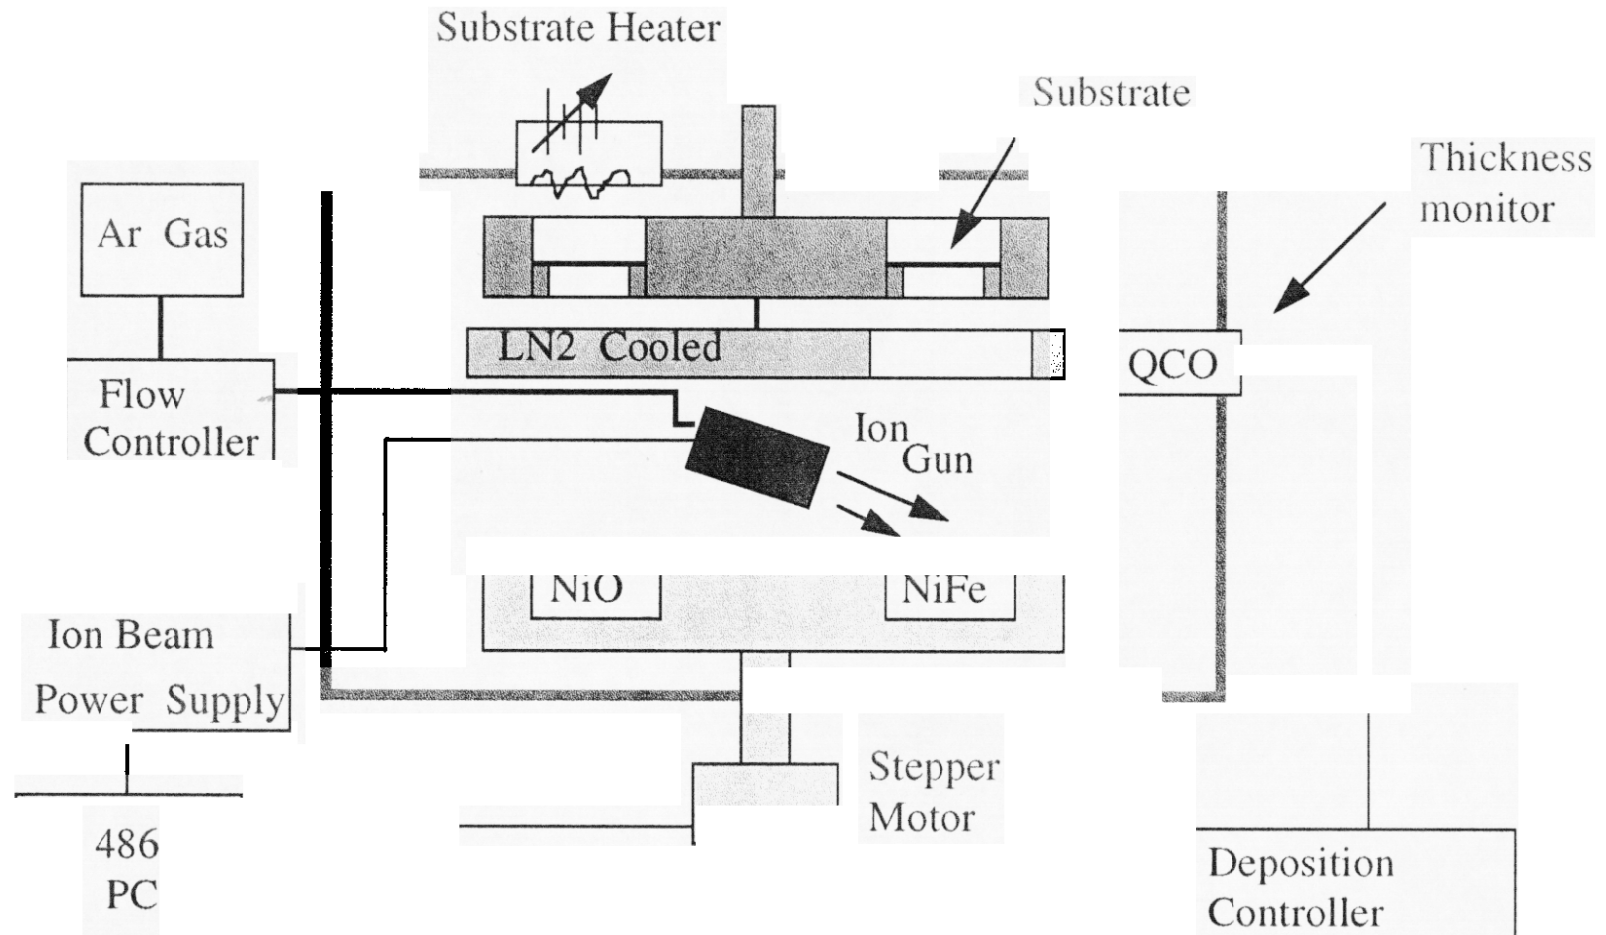 Substrate Heater
Substrate
Thickness
monitor
Ar Gas
LN2 Cooled
QCO
Flow
Controller
Ion
Gun
NiO
NiFe
Ion Beam
Power Supply
Stepper
Motor
486
PC
Deposition
Controller